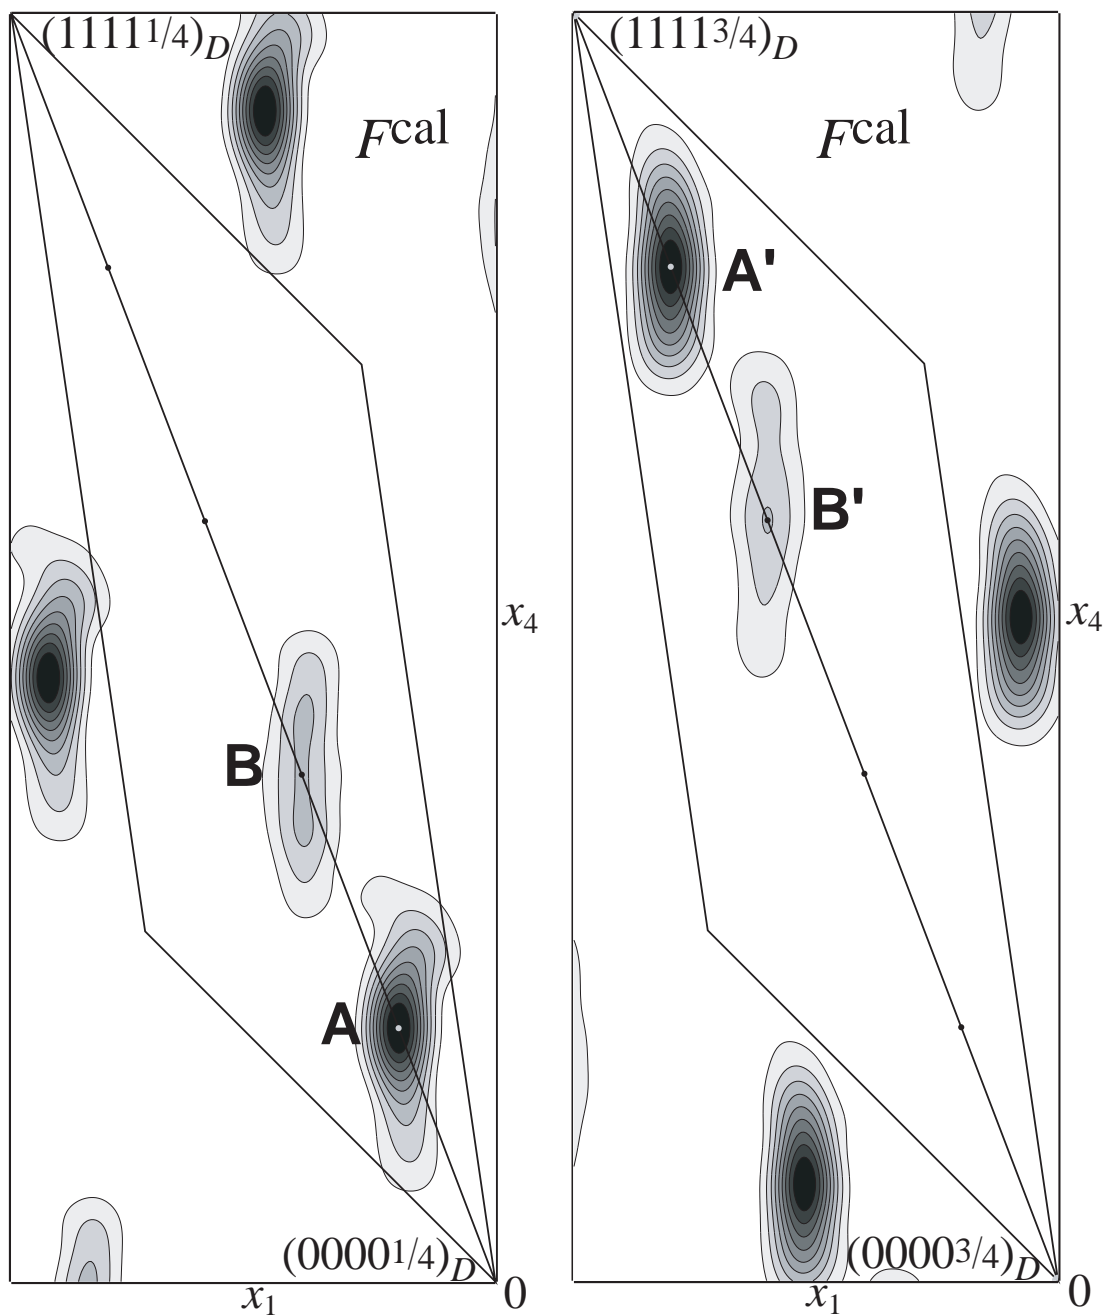 (1111 1/4)D
Fcal
B
A
x4
(0000 1/4)D
x1
0
(1111 3/4)D
Fcal
A'
B'
x4
(0000 3/4)D
x1
0